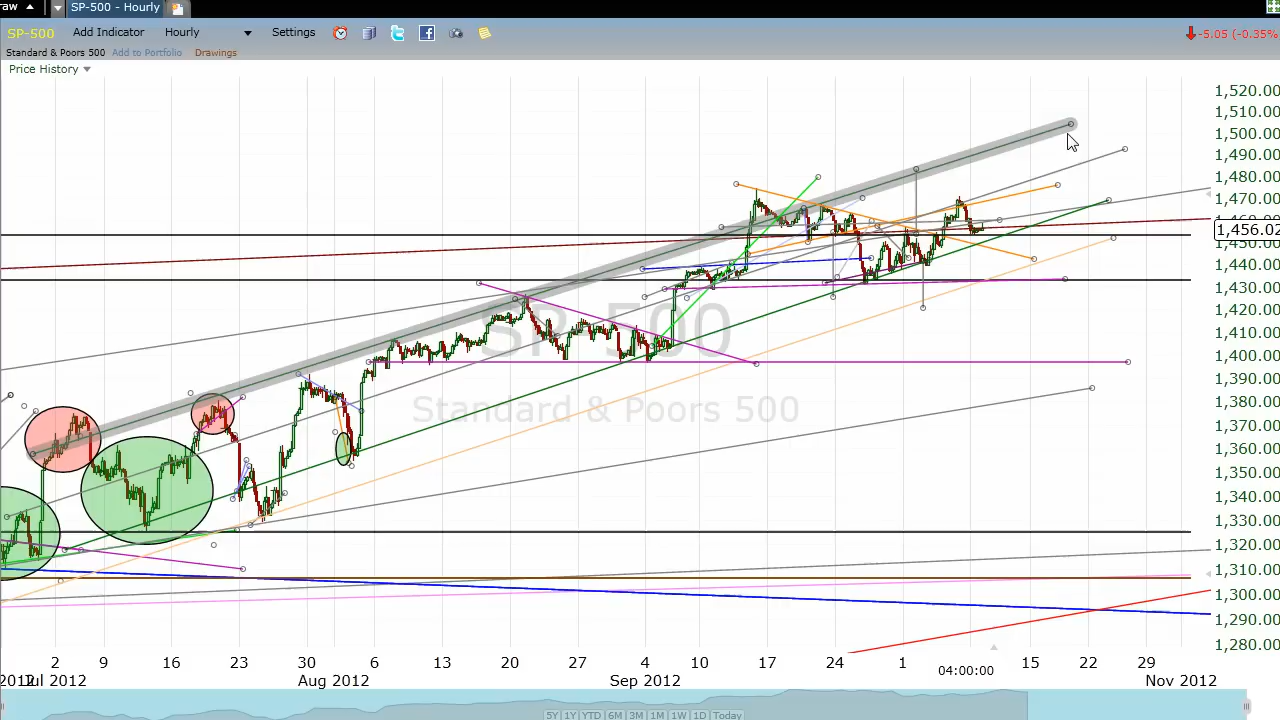 raw SP-500 - Hourly
SP-500 Add Indicator Hourly Settings -5.05 (-0.35%
Standard & Poors 500 Add to Portfolio Drawings
Price History
1,520.00
1,510.00
1,500.00
1,490.00
1,480.00
1,470.00
1,456.02
1,450.00
1,440.00
1,430.00
1,420.00
1,410.00
1,400.00
1,390.00
1,380.00
1,370.00
1,360.00
1,350.00
1,340.00
1,330.00
1,320.00
1,310.00
1,300.00
1,290.00
1,280.00
SP-500
Standard & Poors 500
2 9 16 23 30 6 13 20 27 4 10 17 24 1 04:00:00 15 22 29
2012 Jul 2012 Aug 2012 Sep 2012 Nov 2012
5Y 1Y YTD 6M 3M 1M 1W 1D Today